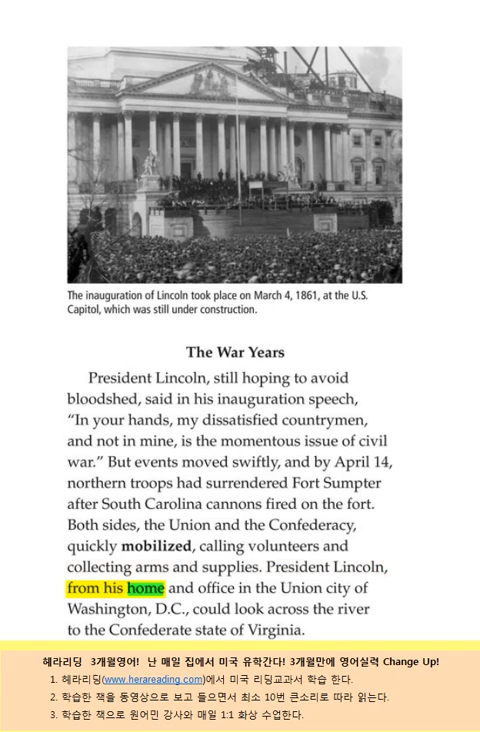 The inauguration of Lincoln took place on March 4, 1861, at the U.S.
Capitol, which was still under construction.
The War Years
President Lincoln, still hoping to avoid
bloodshed, said in his inauguration speech,
“In your hands, my dissatisfied countrymen,
and not in mine, is the momentous issue of civil
war.” But events moved swiftly, and by April 14,
northern troops had surrendered Fort Sumpter
after South Carolina cannons fired on the fort.
Both sides, the Union and the Confederacy,
quickly mobilized, calling volunteers and
collecting arms and supplies. President Lincoln,
from his home and office in the Union city of
Washington, D.C., could look across the river
to the Confederate state of Virginia.
헤라리딩 3개월영어! 난 매일 집에서 미국 유학간다! 3개월만에 영어실력 Change Up!
1. 헤라리딩(www.herareading.com)에서 미국 리딩교과서 학습 한다.
2. 학습한 책을 동영상으로 보고 들으면서 최소 10번 큰소리로 따라 읽는다.
3. 학습한 책으로 원어민 강사와 매일 1:1 화상 수업한다.